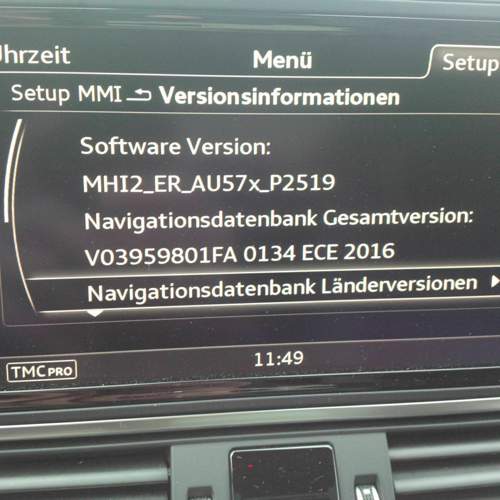 Uhrzeit Menü Setup
Setup MMI Versionsinformationen
Software Version:
MHI2_ER_AU57x_P2519
Navigationsdatenbank Gesamtversion:
V03959801FA 0134 ECE 2016
Navigationsdatenbank Länderversionen
11:49
TMC PRO